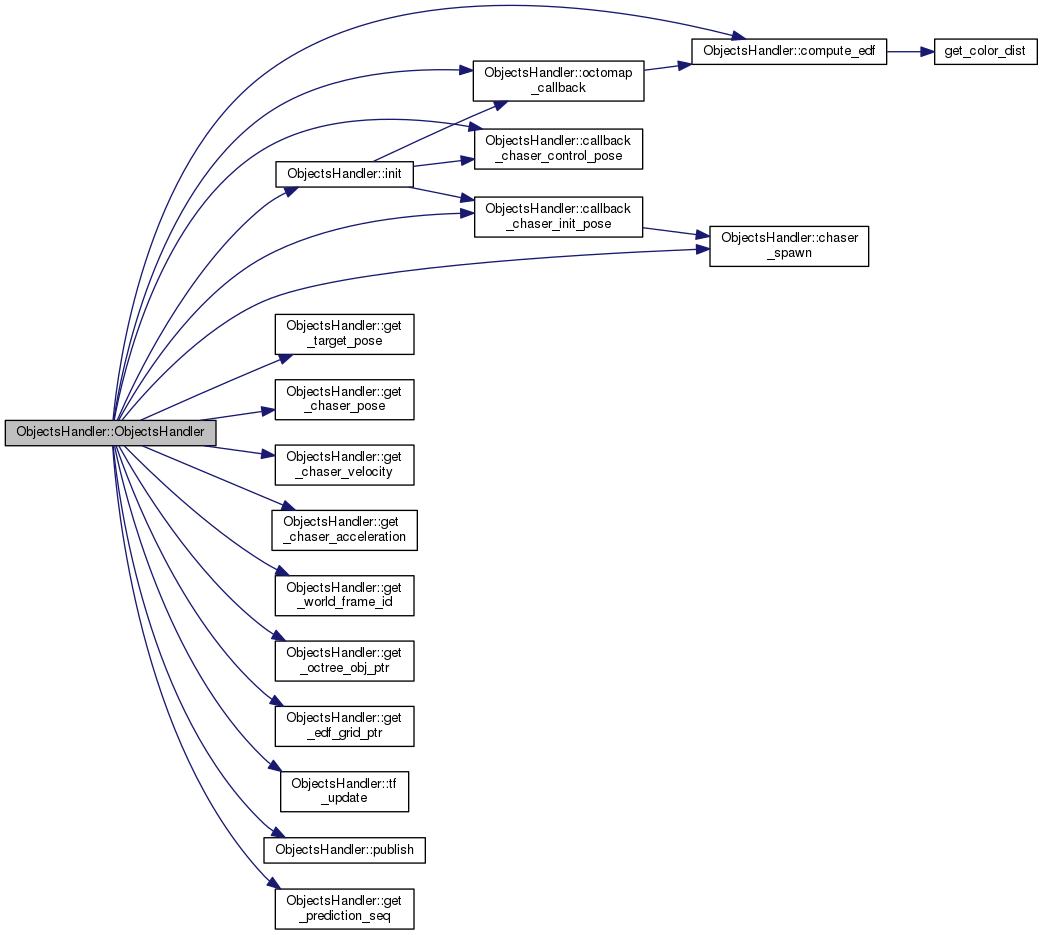 ObjectsHandler::compute_edf
get_color_dist
ObjectsHandler::octomap
_callback
ObjectsHandler::callback
_chaser_control_pose
ObjectsHandler::init
ObjectsHandler::callback
_chaser_init_pose
ObjectsHandler::chaser
_spawn
ObjectsHandler::get
_target_pose
ObjectsHandler::get
_chaser_pose
ObjectsHandler::ObjectsHandler
ObjectsHandler::get
_chaser_velocity
ObjectsHandler::get
_chaser_acceleration
ObjectsHandler::get
_world_frame_id
ObjectsHandler::get
_octree_obj_ptr
ObjectsHandler::get
_edf_grid_ptr
ObjectsHandler::tf
_update
ObjectsHandler::publish
ObjectsHandler::get
_prediction_seq